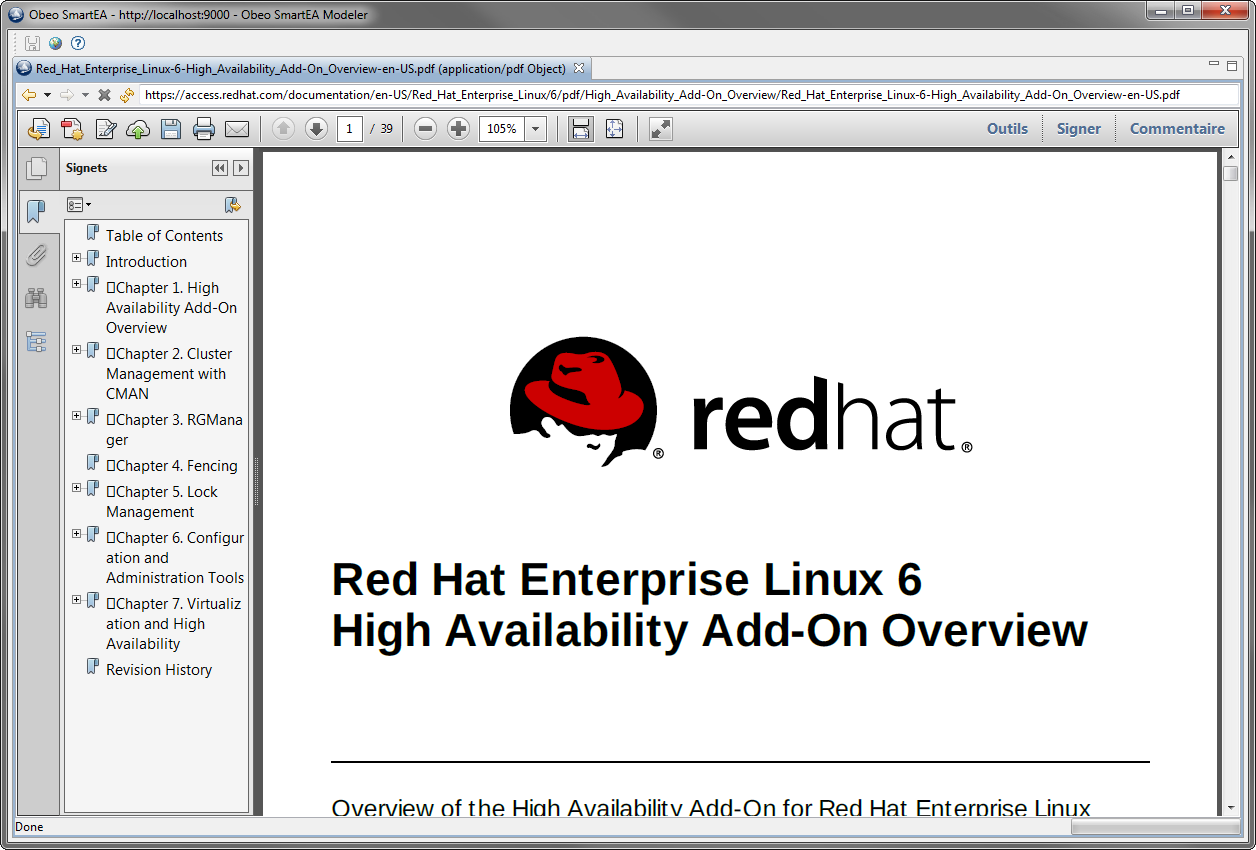 Obeo SmartEA - http://localhost:9000 - Obeo SmartEA Modeler
Red_Hat_Enterprise_Linux-6-High_Availability_Add-On_Overview-en-US.pdf (application/pdf Object)
https://access.redhat.com/documentation/en-US/Red_Hat_Enterprise_Linux/6/pdf/High_Availability_Add-On_Overview/Red_Hat_Enterprise_Linux-6-High_Availability_Add-On_Overview-en-US.pdf
1 / 39 105% Outils Signer Commentaire
Signets
Table of Contents
Introduction
Chapter 1. High
Availability Add-On
Overview
Chapter 2. Cluster
Management with
CMAN
Chapter 3. RGMana
ger
Chapter 4. Fencing
Chapter 5. Lock
Management
Chapter 6. Configur
ation and
Administration Tools
Chapter 7. Virtualiz
ation and High
Availability
Revision History
® redhat®
Red Hat Enterprise Linux 6
High Availability Add-On Overview
Overview of the High Availability Add-On for Red Hat Enterprise Linux
Done